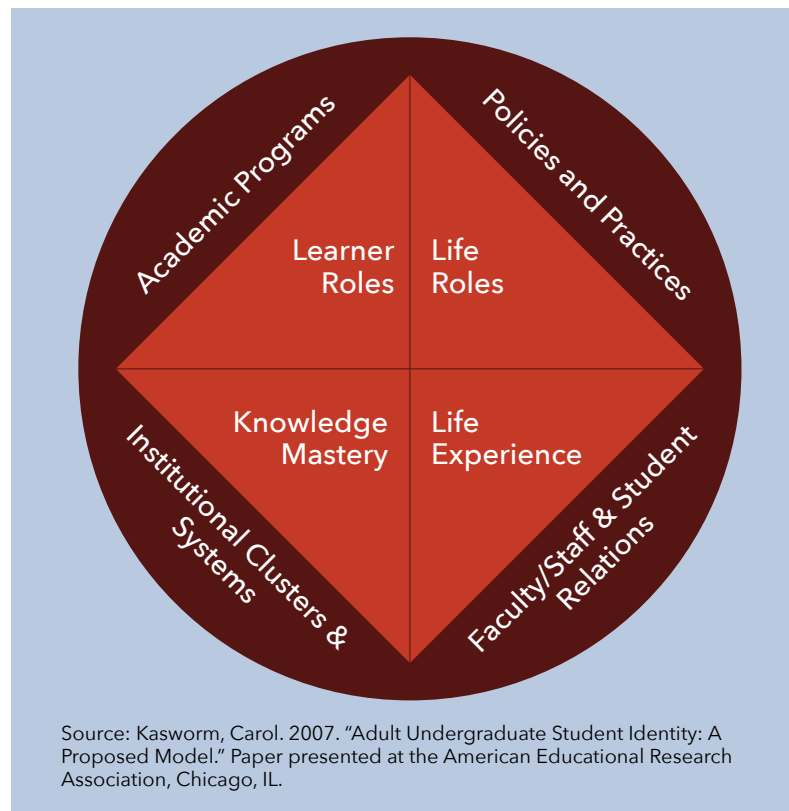 Academic Programs
Policies and Practices
Learner
Roles
Life
Roles
Knowledge
Mastery
Life
Experience
Institutional Clusters &
Systems
Faculty/Staff & Student
Relations
Source: Kasworm, Carol. 2007. “Adult Undergraduate Student Identity: A
Proposed Model.” Paper presented at the American Educational Research
Association, Chicago, IL.